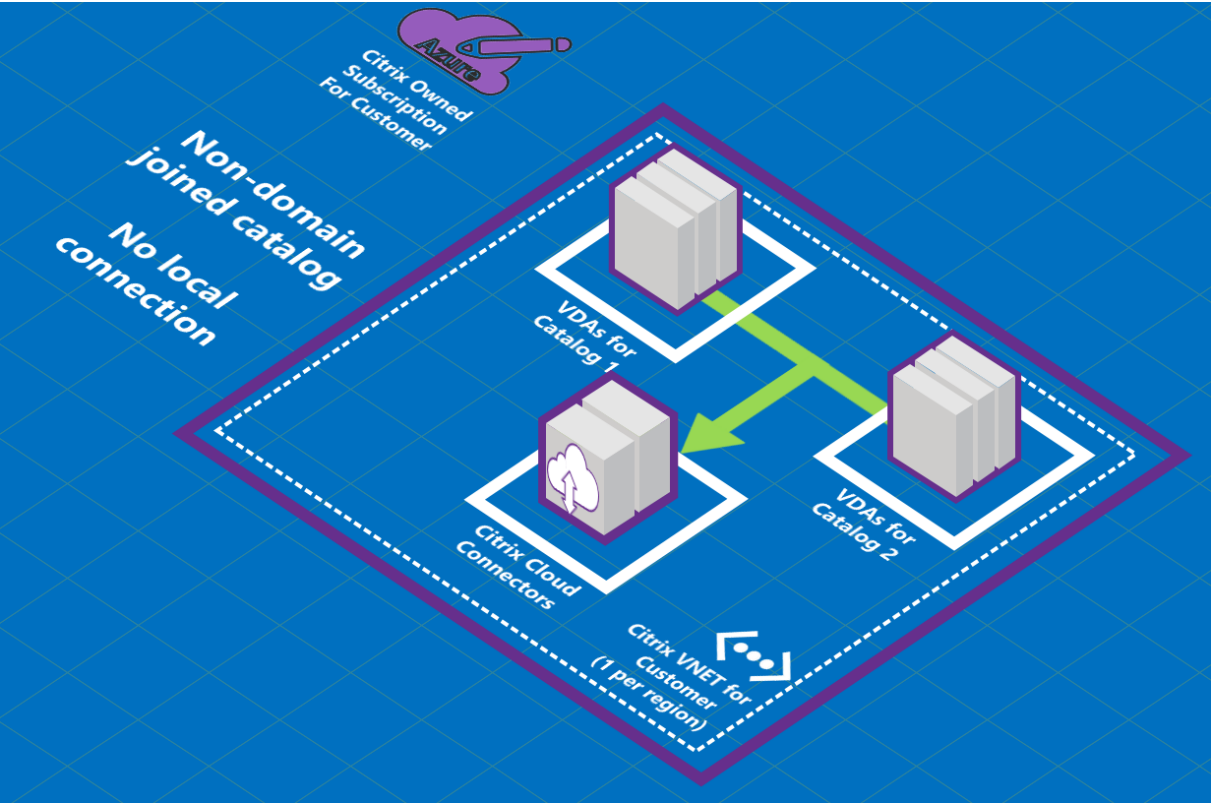 Azure
Citrix Owned
Subscription
For Customer
Non-domain
joined catalog
No local
connection
VDAs for
Catalog 1
VDAs for
Catalog 2
Citrix Cloud
Connectors
Citrix VNET for
Customer
(1 per region)